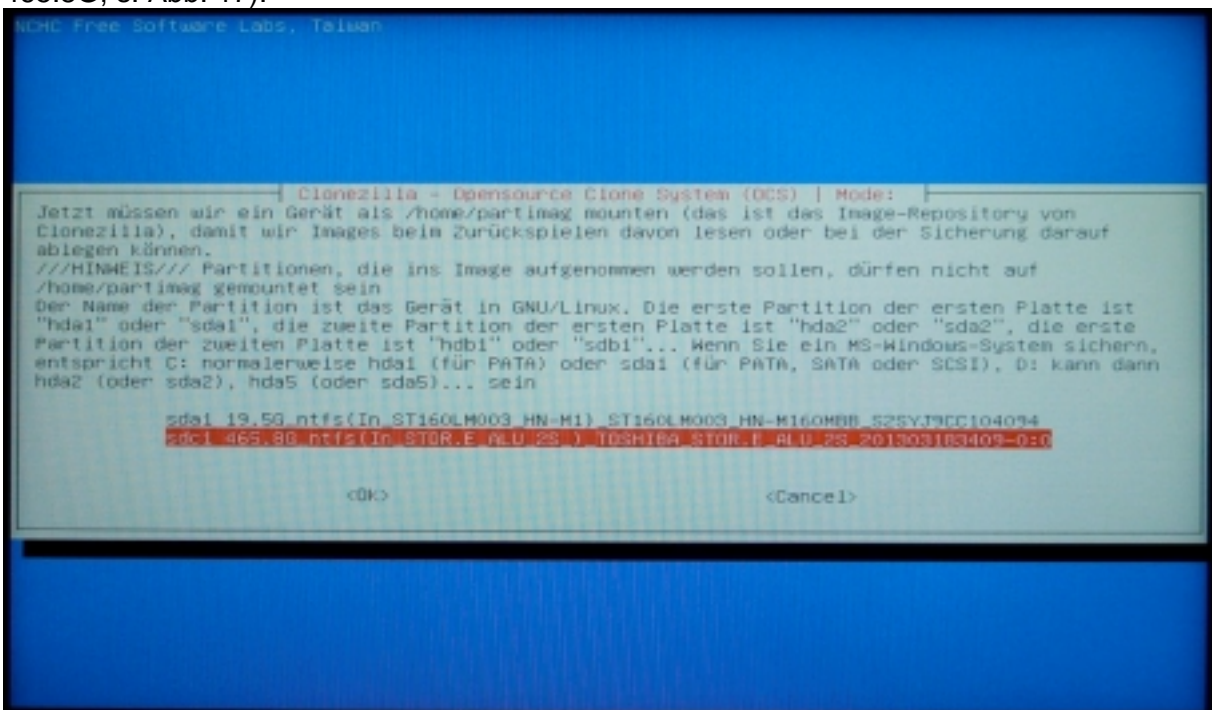 NCHC Free Software Labs, Taiwan
Clonezilla - Opensource Clone System (OCS) | Mode:
Jetzt müssen wir ein Gerät als /home/partimag mounten (das ist das Image-Repository von
Clonezilla), damit wir Images beim Zurückspielen davon lesen oder bei der Sicherung darauf
ablegen können.
///HINWEIS/// Partitionen, die ins Image aufgenommen werden sollen, dürfen nicht auf
/home/partimag gemountet sein
Der Name der Partition ist das Gerät in GNU/Linux. Die erste Partition der ersten Platte ist
"hda1" oder "sda1", die zweite Partition der ersten Platte ist "hda2" oder "sda2", die erste
Partition der zweiten Platte ist "hdb1" oder "sdb1"... Wenn Sie ein MS-Windows-System sichern,
entspricht C: normalerweise hda1 (für PATA) oder sda1 (für PATA, SATA oder SCSI), D: kann dann
hda2 (oder sda2), hda5 (oder sda5)... sein
sda1 19.5G_ntfs(In_ST160LM003_HN-M1)_ST160LM003_HN-M160MBB_S2SYJ9CC104094
sdc1 465.8G_ntfs(In_STOR.E_ALU_2S_)_TOSHIBA_STOR.E_ALU_2S_201303183409-0:0
<Ok> <Cancel>